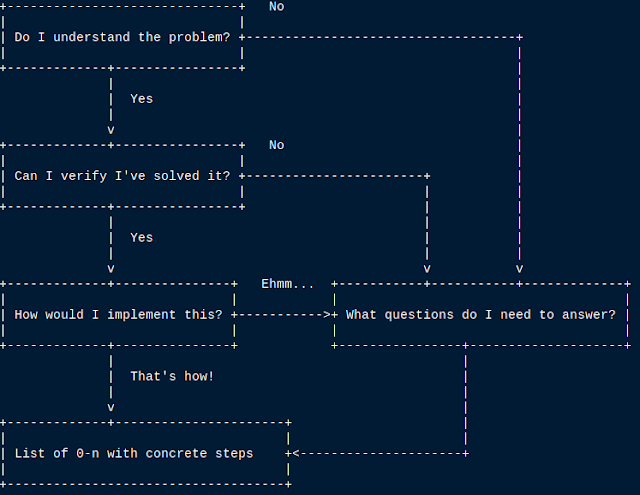 No
Do I understand the problem?
Yes
No
Can I verify I've solved it?
Yes
Ehmm...
How would I implement this?
What questions do I need to answer?
That's how!
List of 0-n with concrete steps